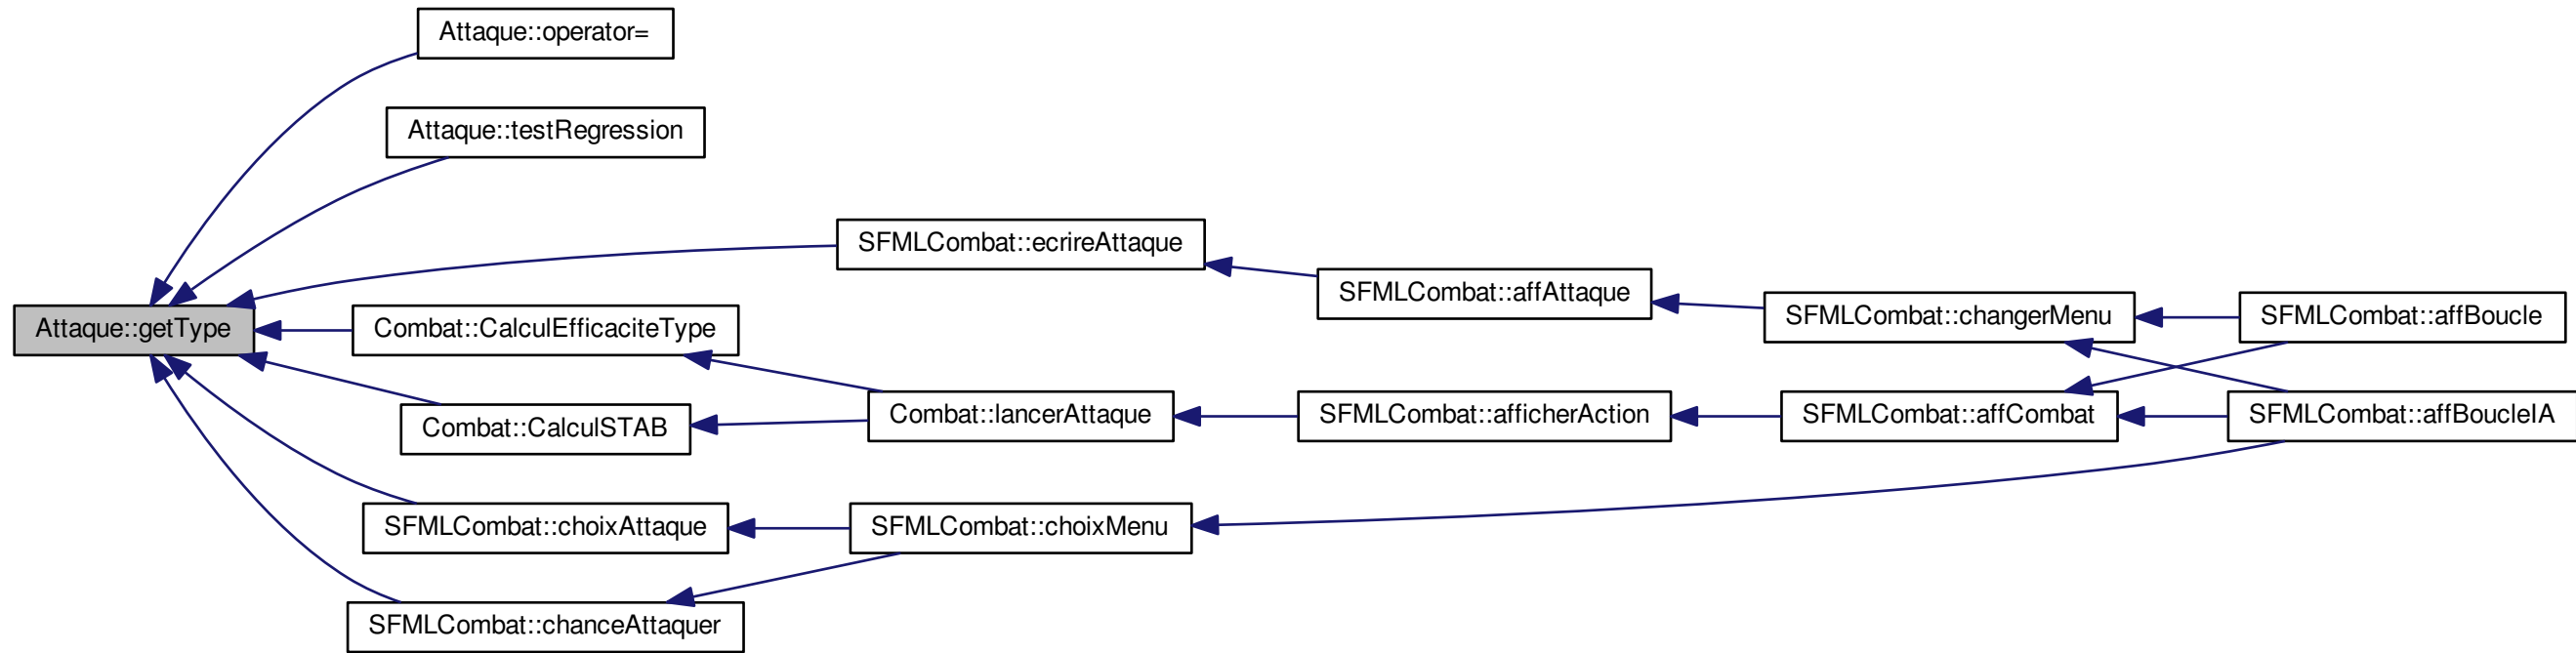 Attaque::operator=
Attaque::testRegression
SFMLCombat::ecrireAttaque
SFMLCombat::affAttaque
SFMLCombat::changerMenu
SFMLCombat::affBoucle
Attaque::getType
Combat::CalculEfficaciteType
Combat::CalculSTAB
Combat::lancerAttaque
SFMLCombat::afficherAction
SFMLCombat::affCombat
SFMLCombat::affBoucleIA
SFMLCombat::choixAttaque
SFMLCombat::choixMenu
SFMLCombat::chanceAttaquer